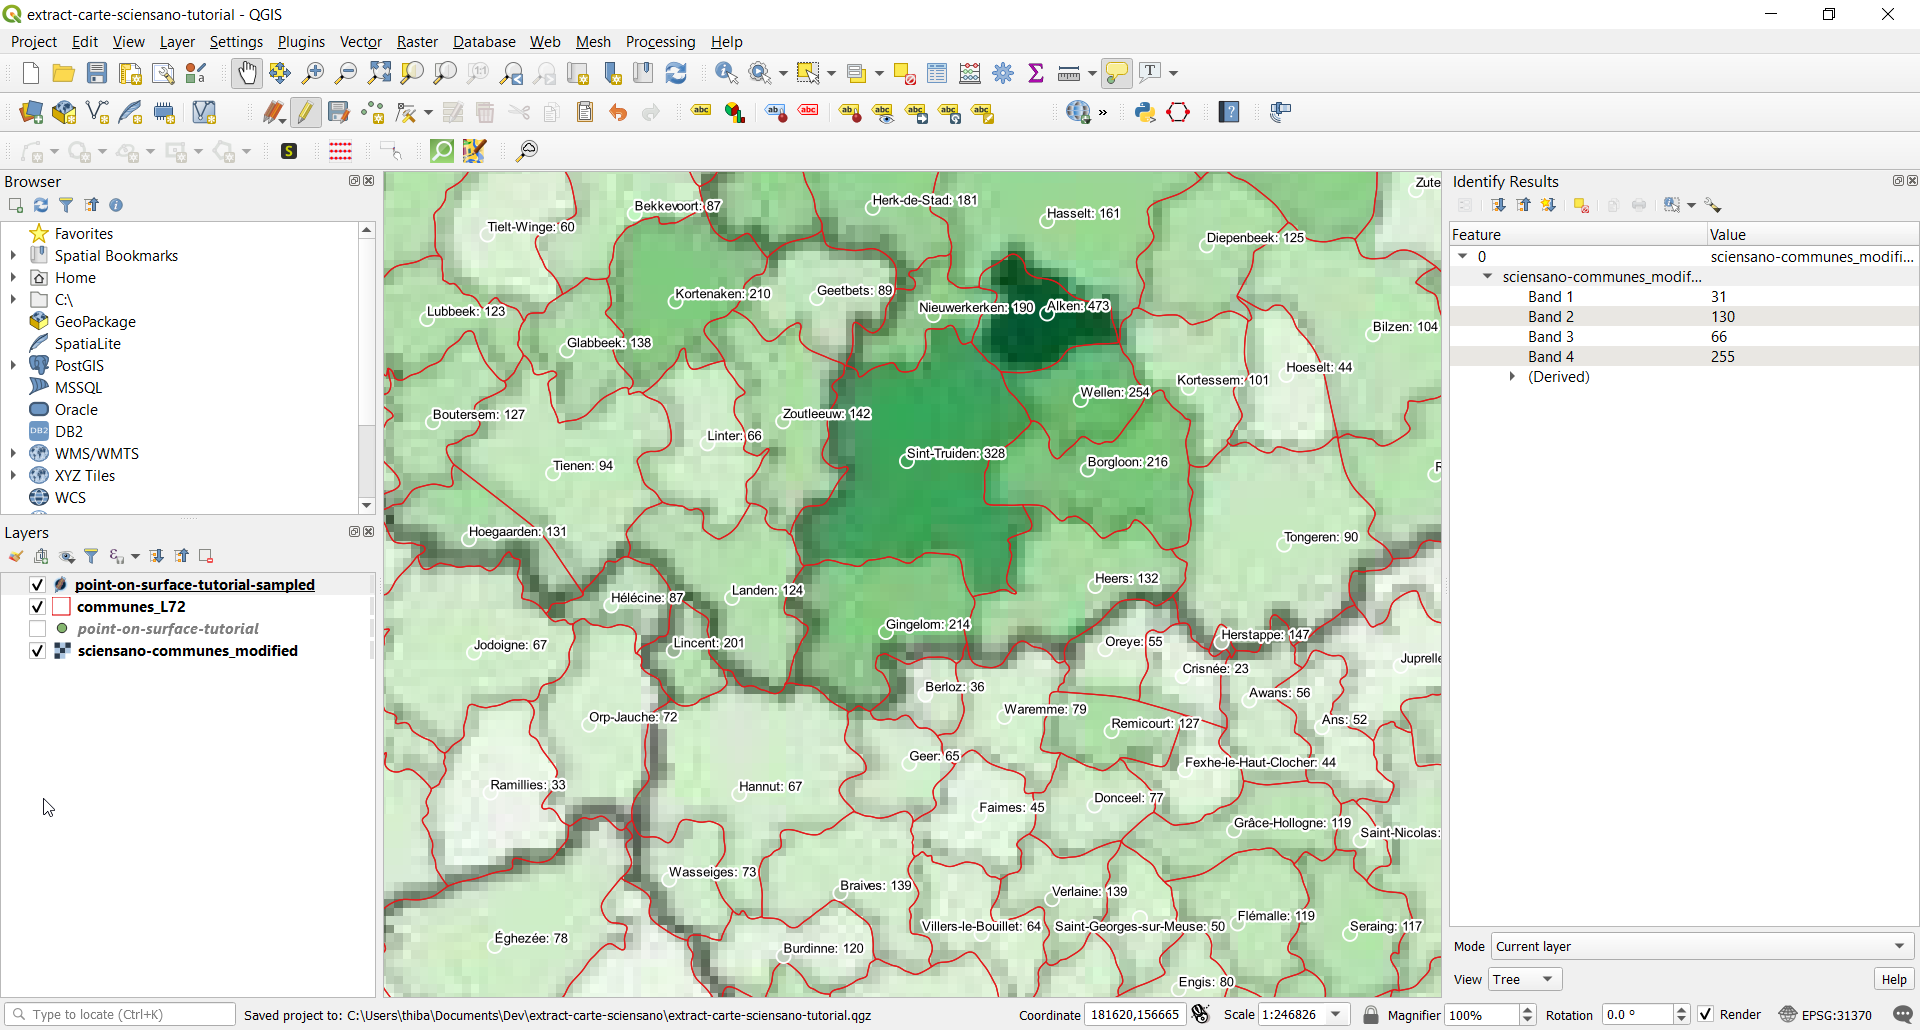 extract-carte-sciensano-tutorial - QGIS
Project Edit View Layer Settings Plugins Vector Raster Database Web Mesh Processing Help
Browser
Favorites
Spatial Bookmarks
Home
C:\
GeoPackage
SpatiaLite
PostGIS
MSSQL
Oracle
DB2
WMS/WMTS
XYZ Tiles
WCS
Layers
point-on-surface-tutorial-sampled
communes_L72
point-on-surface-tutorial
sciensano-communes_modified
Tielt-Winge: 60
Bekkevoort: 87
Herk-de-Stad: 181
Hasselt: 161
Zute
Diepenbeek: 125
Kortenaken: 210
Geetbets: 89
Lubbeek: 123
Nieuwerkerken: 190
Alken: 473
Bilzen: 104
Glabbeek: 138
Hoeselt: 44
Kortessem: 101
Wellen: 254
Boutersem: 127
Zoutleeuw: 142
Linter: 66
Sint-Truiden: 328
Borgloon: 216
Tienen: 94
Hoegaarden: 131
Tongeren: 90
Heers: 132
Landen: 124
Hélécine: 87
Gingelom: 214
Jodoigne: 67
Lincent: 201
Oreye: 55
Herstappe: 147
Juprelle
Crisnée: 23
Berloz: 36
Awans: 56
Orp-Jauche: 72
Waremme: 79
Remicourt: 127
Ans: 52
Geer: 65
Fexhe-le-Haut-Clocher: 44
Ramillies: 33
Hannut: 67
Faimes: 45
Donceel: 77
Grâce-Hollogne: 119
Saint-Nicolas:
Wasseiges: 73
Braives: 139
Verlaine: 139
Villers-le-Bouillet: 64
Saint-Georges-sur-Meuse: 50
Flémalle: 119
Seraing: 117
Éghezée: 78
Burdinne: 120
Engis: 80
Identify Results
Feature Value
0 sciensano-communes_modifi...
sciensano-communes_modif...
Band 1 31
Band 2 130
Band 3 66
Band 4 255
(Derived)
Mode Current layer
View Tree Help
Type to locate (Ctrl+K) Saved project to: C:\Users\thiba\Documents\Dev\extract-carte-sciensano\extract-carte-sciensano-tutorial.qgz Coordinate 181620,156665 Scale 1:246826 Magnifier 100% Rotation 0.0 ° Render EPSG:31370